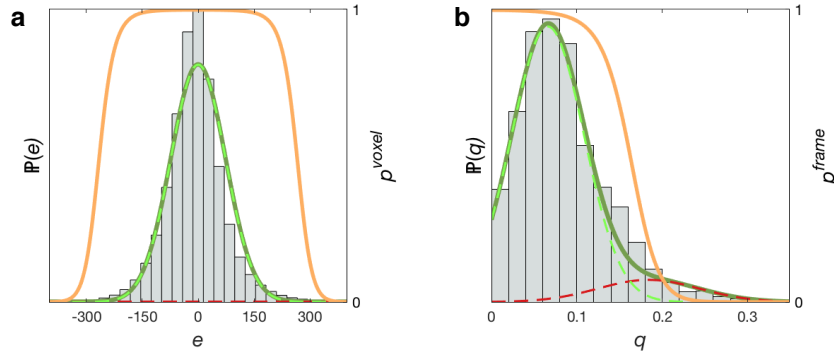 a
ℙ(e)
1
0
p^voxel
-300 -150 0 150 300
e
b
ℙ(q)
1
0
p^frame
0 0.1 0.2 0.3
q